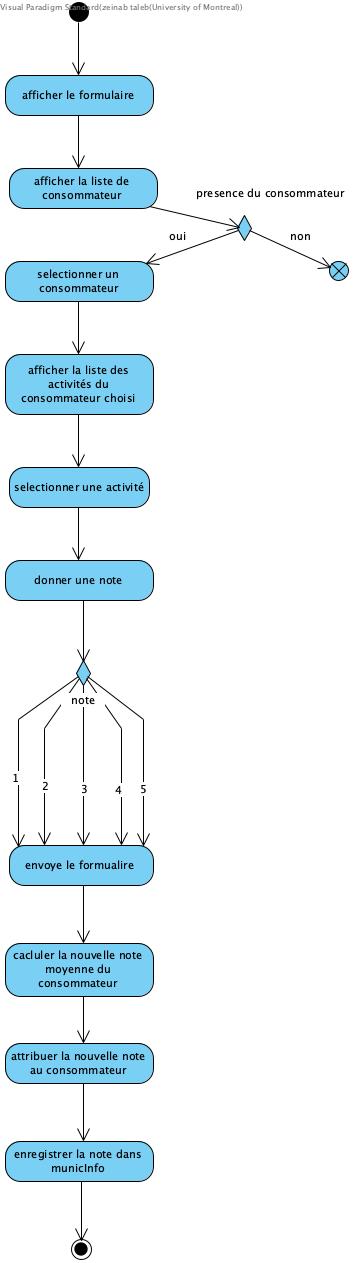 Visual Paradigm Standard(zeinab taleb(University of Montreal))
afficher le formulaire
afficher la liste de
consommateur
presence du consommateur
oui
non
selectionner un
consommateur
afficher la liste des
activités du
consommateur choisi
selectionner une activité
donner une note
note
1
2
3
4
5
envoye le formualire
cacluler la nouvelle note
moyenne du
consommateur
attribuer la nouvelle note
au consommateur
enregistrer la note dans
municInfo